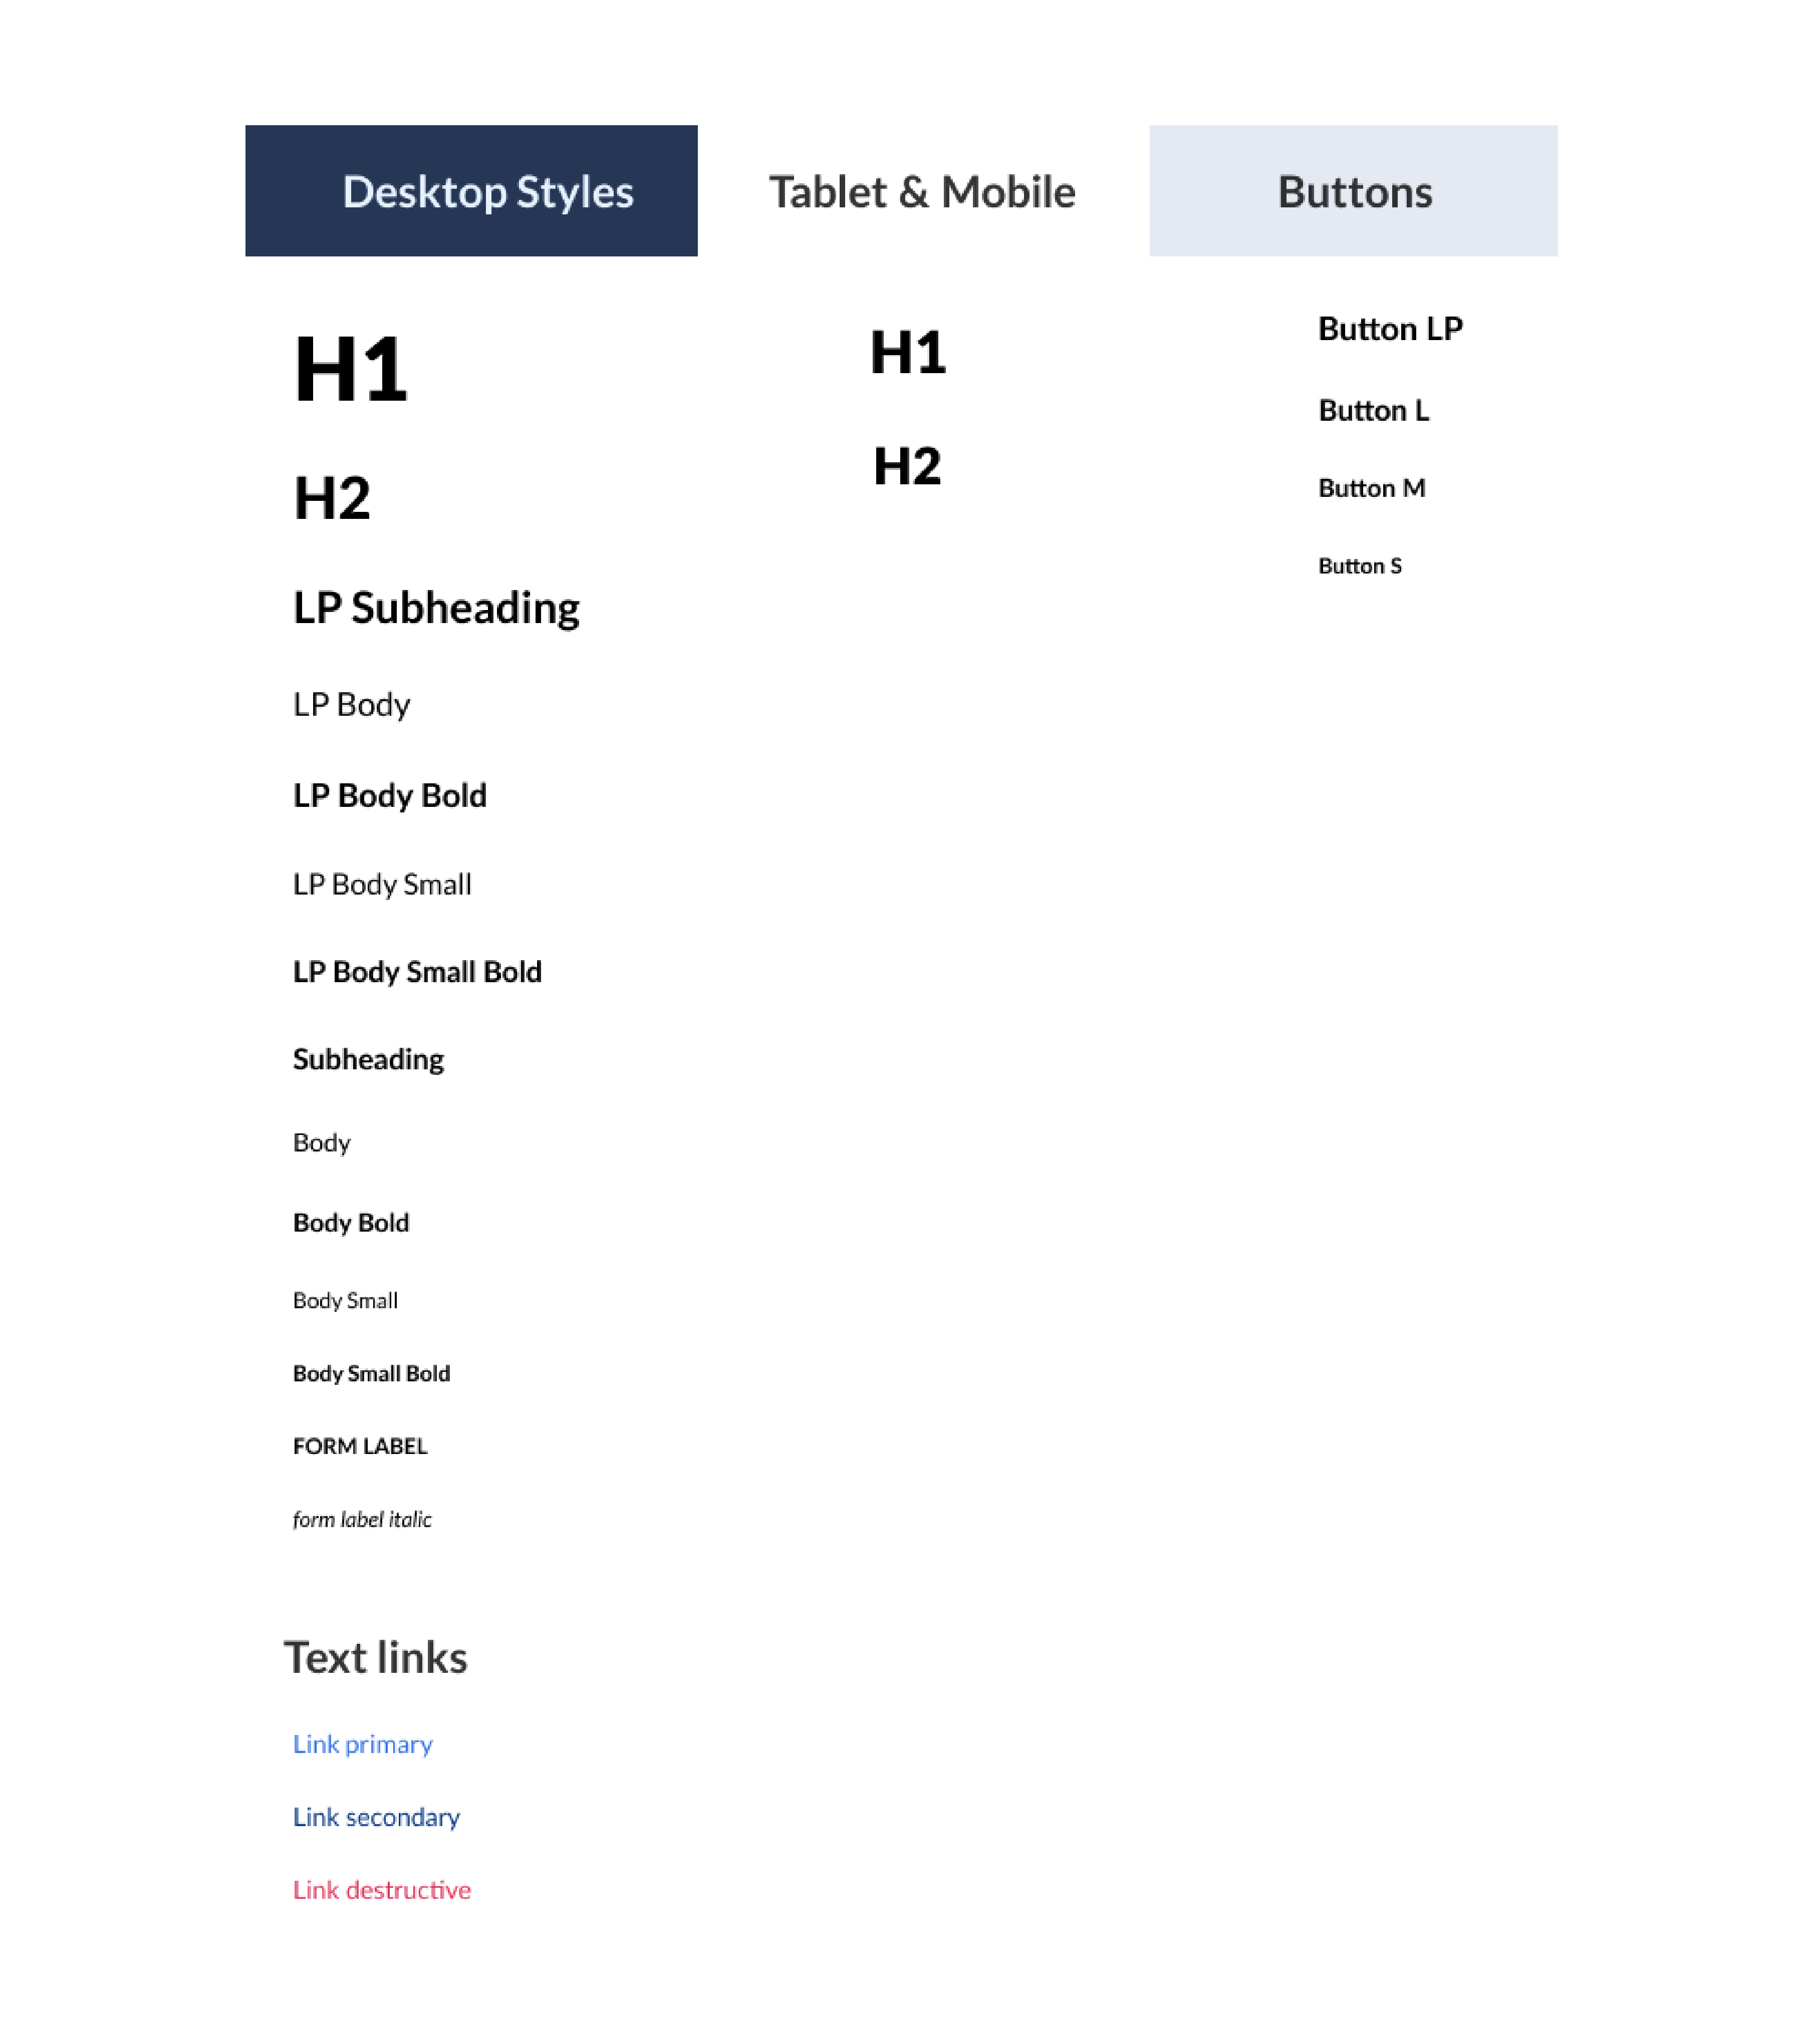 Desktop Styles
Tablet & Mobile
Buttons
H1
H2
LP Subheading
LP Body
LP Body Bold
LP Body Small
LP Body Small Bold
Subheading
Body
Body Bold
Body Small
Body Small Bold
FORM LABEL
form label italic
H1
H2
Button LP
Button L
Button M
Button S
Text links
Link primary
Link secondary
Link destructive